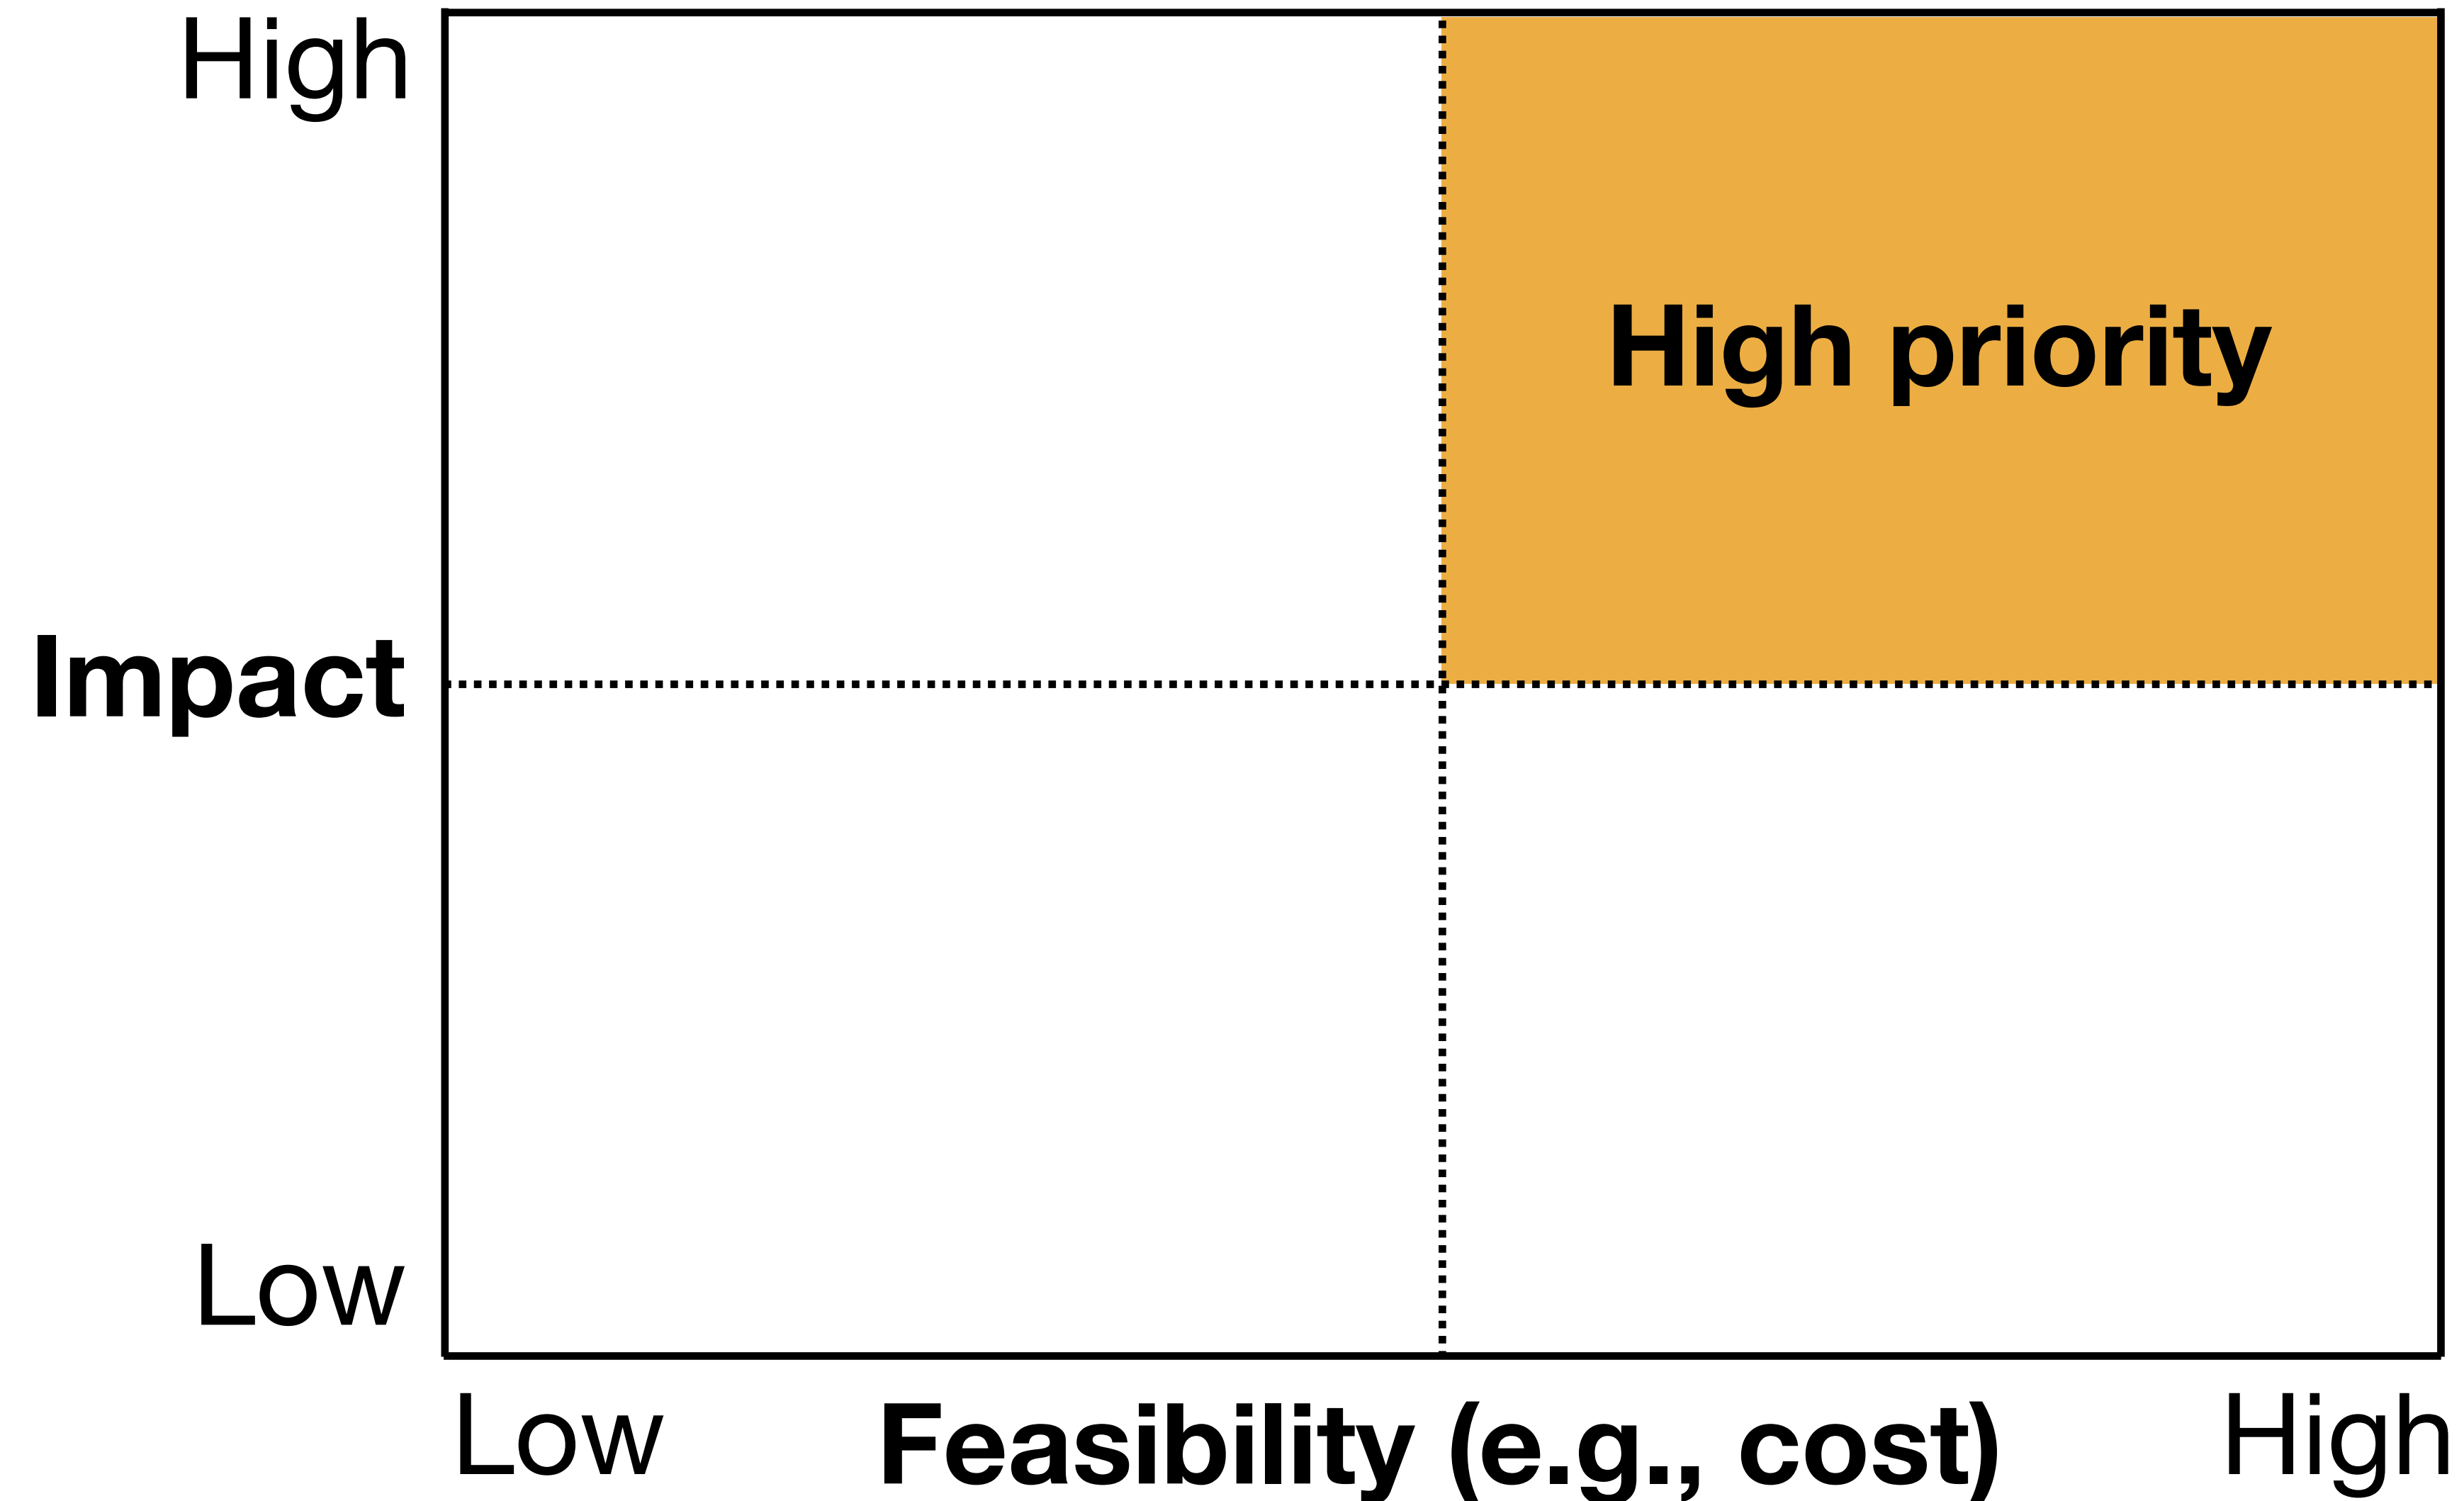 High
High priority
Impact
Low
Low Feasibility (e.g., cost) High